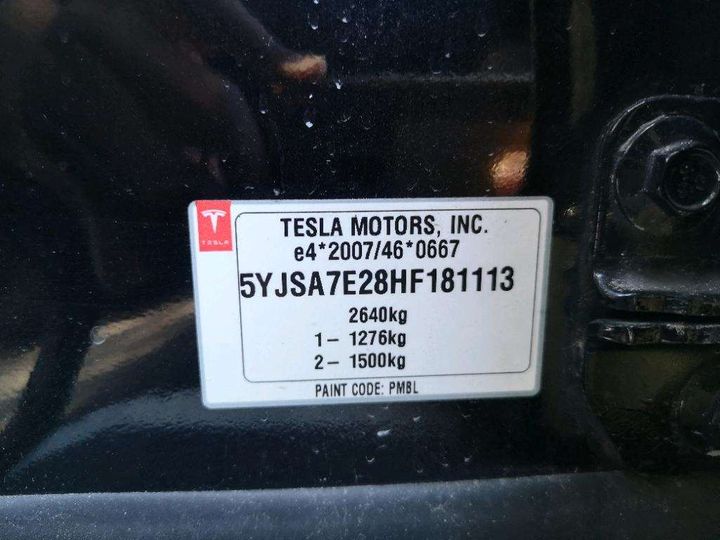 TESLA
TESLA MOTORS, INC.
e4*2007/46*0667
5YJSA7E28HF181113
2640kg
1- 1276kg
2- 1500kg
PAINT CODE: PMBL